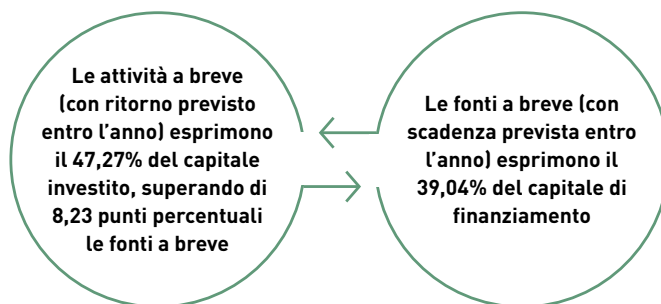 Le attività a breve
(con ritorno previsto
entro l'anno) esprimono
il 47,27% del capitale
investito, superando di
8,23 punti percentuali
le fonti a breve
Le fonti a breve (con
scadenza prevista entro
l'anno) esprimono il
39,04% del capitale di
finanziamento